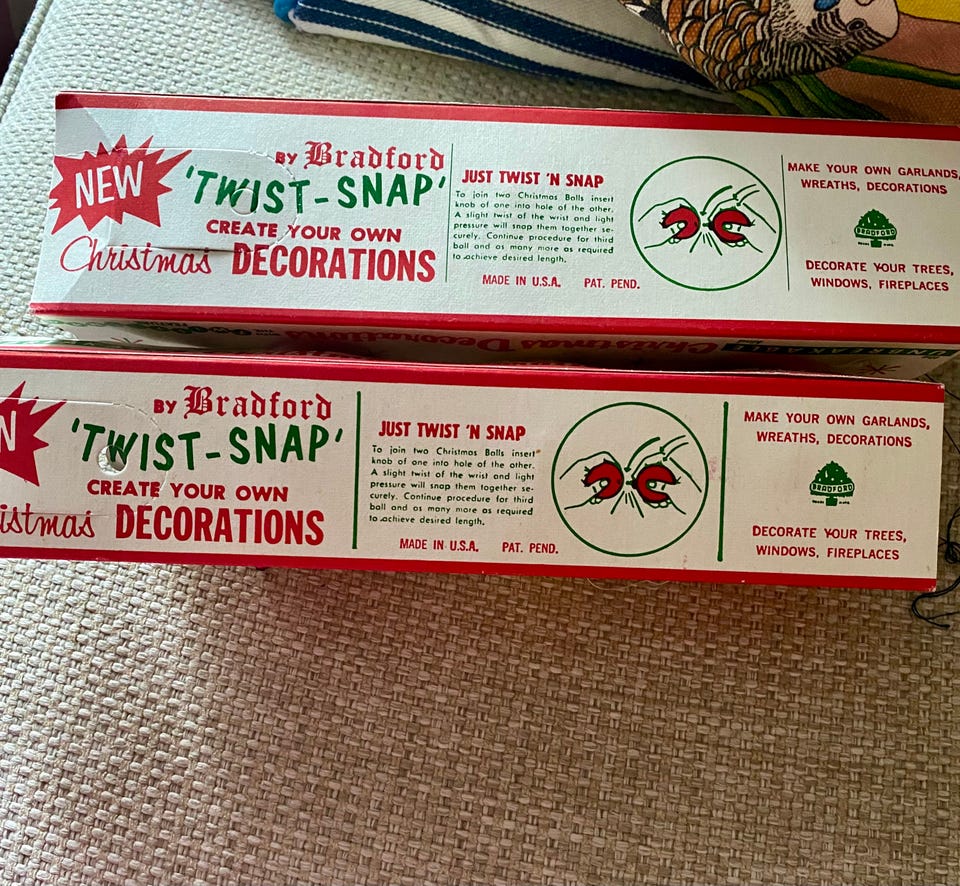 NEW
BY Bradford
'TWIST-SNAP'
CREATE YOUR OWN
Christmas DECORATIONS
JUST TWIST 'N SNAP
To join two Christmas Balls insert
knob of one into hole of the other.
A slight twist of the wrist and light
pressure will snap them together se-
curely. Continue procedure for third
ball and as many more as required
to achieve desired length.
MADE IN U.S.A. PAT. PEND.
MAKE YOUR OWN GARLANDS,
WREATHS, DECORATIONS
BRADFORD
DECORATE YOUR TREES,
WINDOWS, FIREPLACES
Christmas Decorations
UNBREAKABLE
BY Bradford
'TWIST-SNAP'
CREATE YOUR OWN
istmas DECORATIONS
JUST TWIST 'N SNAP
To join two Christmas Balls insert
knob of one into hole of the other.
A slight twist of the wrist and light
pressure will snap them together se-
curely. Continue procedure for third
ball and as many more as required
to achieve desired length.
MADE IN U.S.A. PAT. PEND.
MAKE YOUR OWN GARLANDS,
WREATHS, DECORATIONS
BRADFORD
DECORATE YOUR TREES,
WINDOWS, FIREPLACES